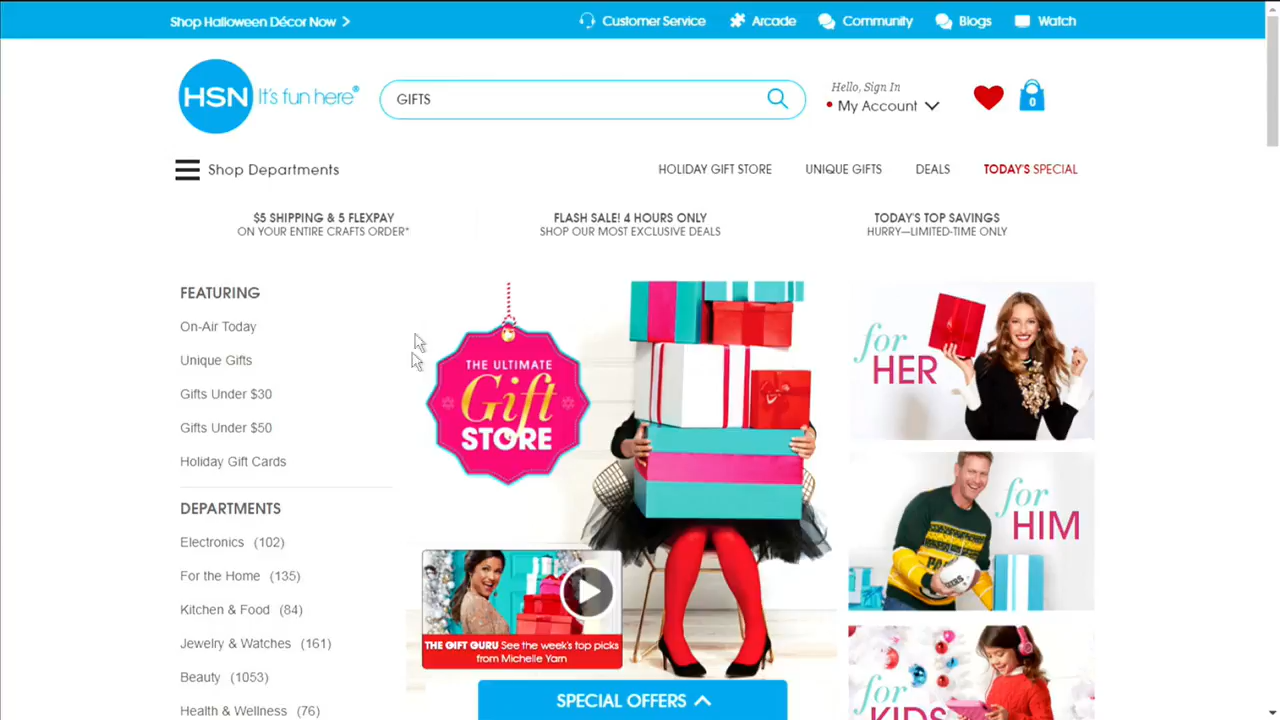 Shop Halloween Décor Now
Customer Service
Arcade
Community
Blogs
Watch
HSN It's fun here®
GIFTS
Hello, Sign In
My Account
0
Shop Departments
HOLIDAY GIFT STORE
UNIQUE GIFTS
DEALS
TODAY'S SPECIAL
$5 SHIPPING & 5 FLEXPAY
ON YOUR ENTIRE CRAFTS ORDER*
FLASH SALE! 4 HOURS ONLY
SHOP OUR MOST EXCLUSIVE DEALS
TODAY'S TOP SAVINGS
HURRY—LIMITED-TIME ONLY
FEATURING
On-Air Today
Unique Gifts
Gifts Under $30
Gifts Under $50
Holiday Gift Cards
DEPARTMENTS
Electronics (102)
For the Home (135)
Kitchen & Food (84)
Jewelry & Watches (161)
Beauty (1053)
Health & Wellness (76)
THE ULTIMATE
Gift
STORE
THE GIFT GURU See the week's top picks
from Michelle Yarn
SPECIAL OFFERS
for
HER
for
HIM
for
KIDS